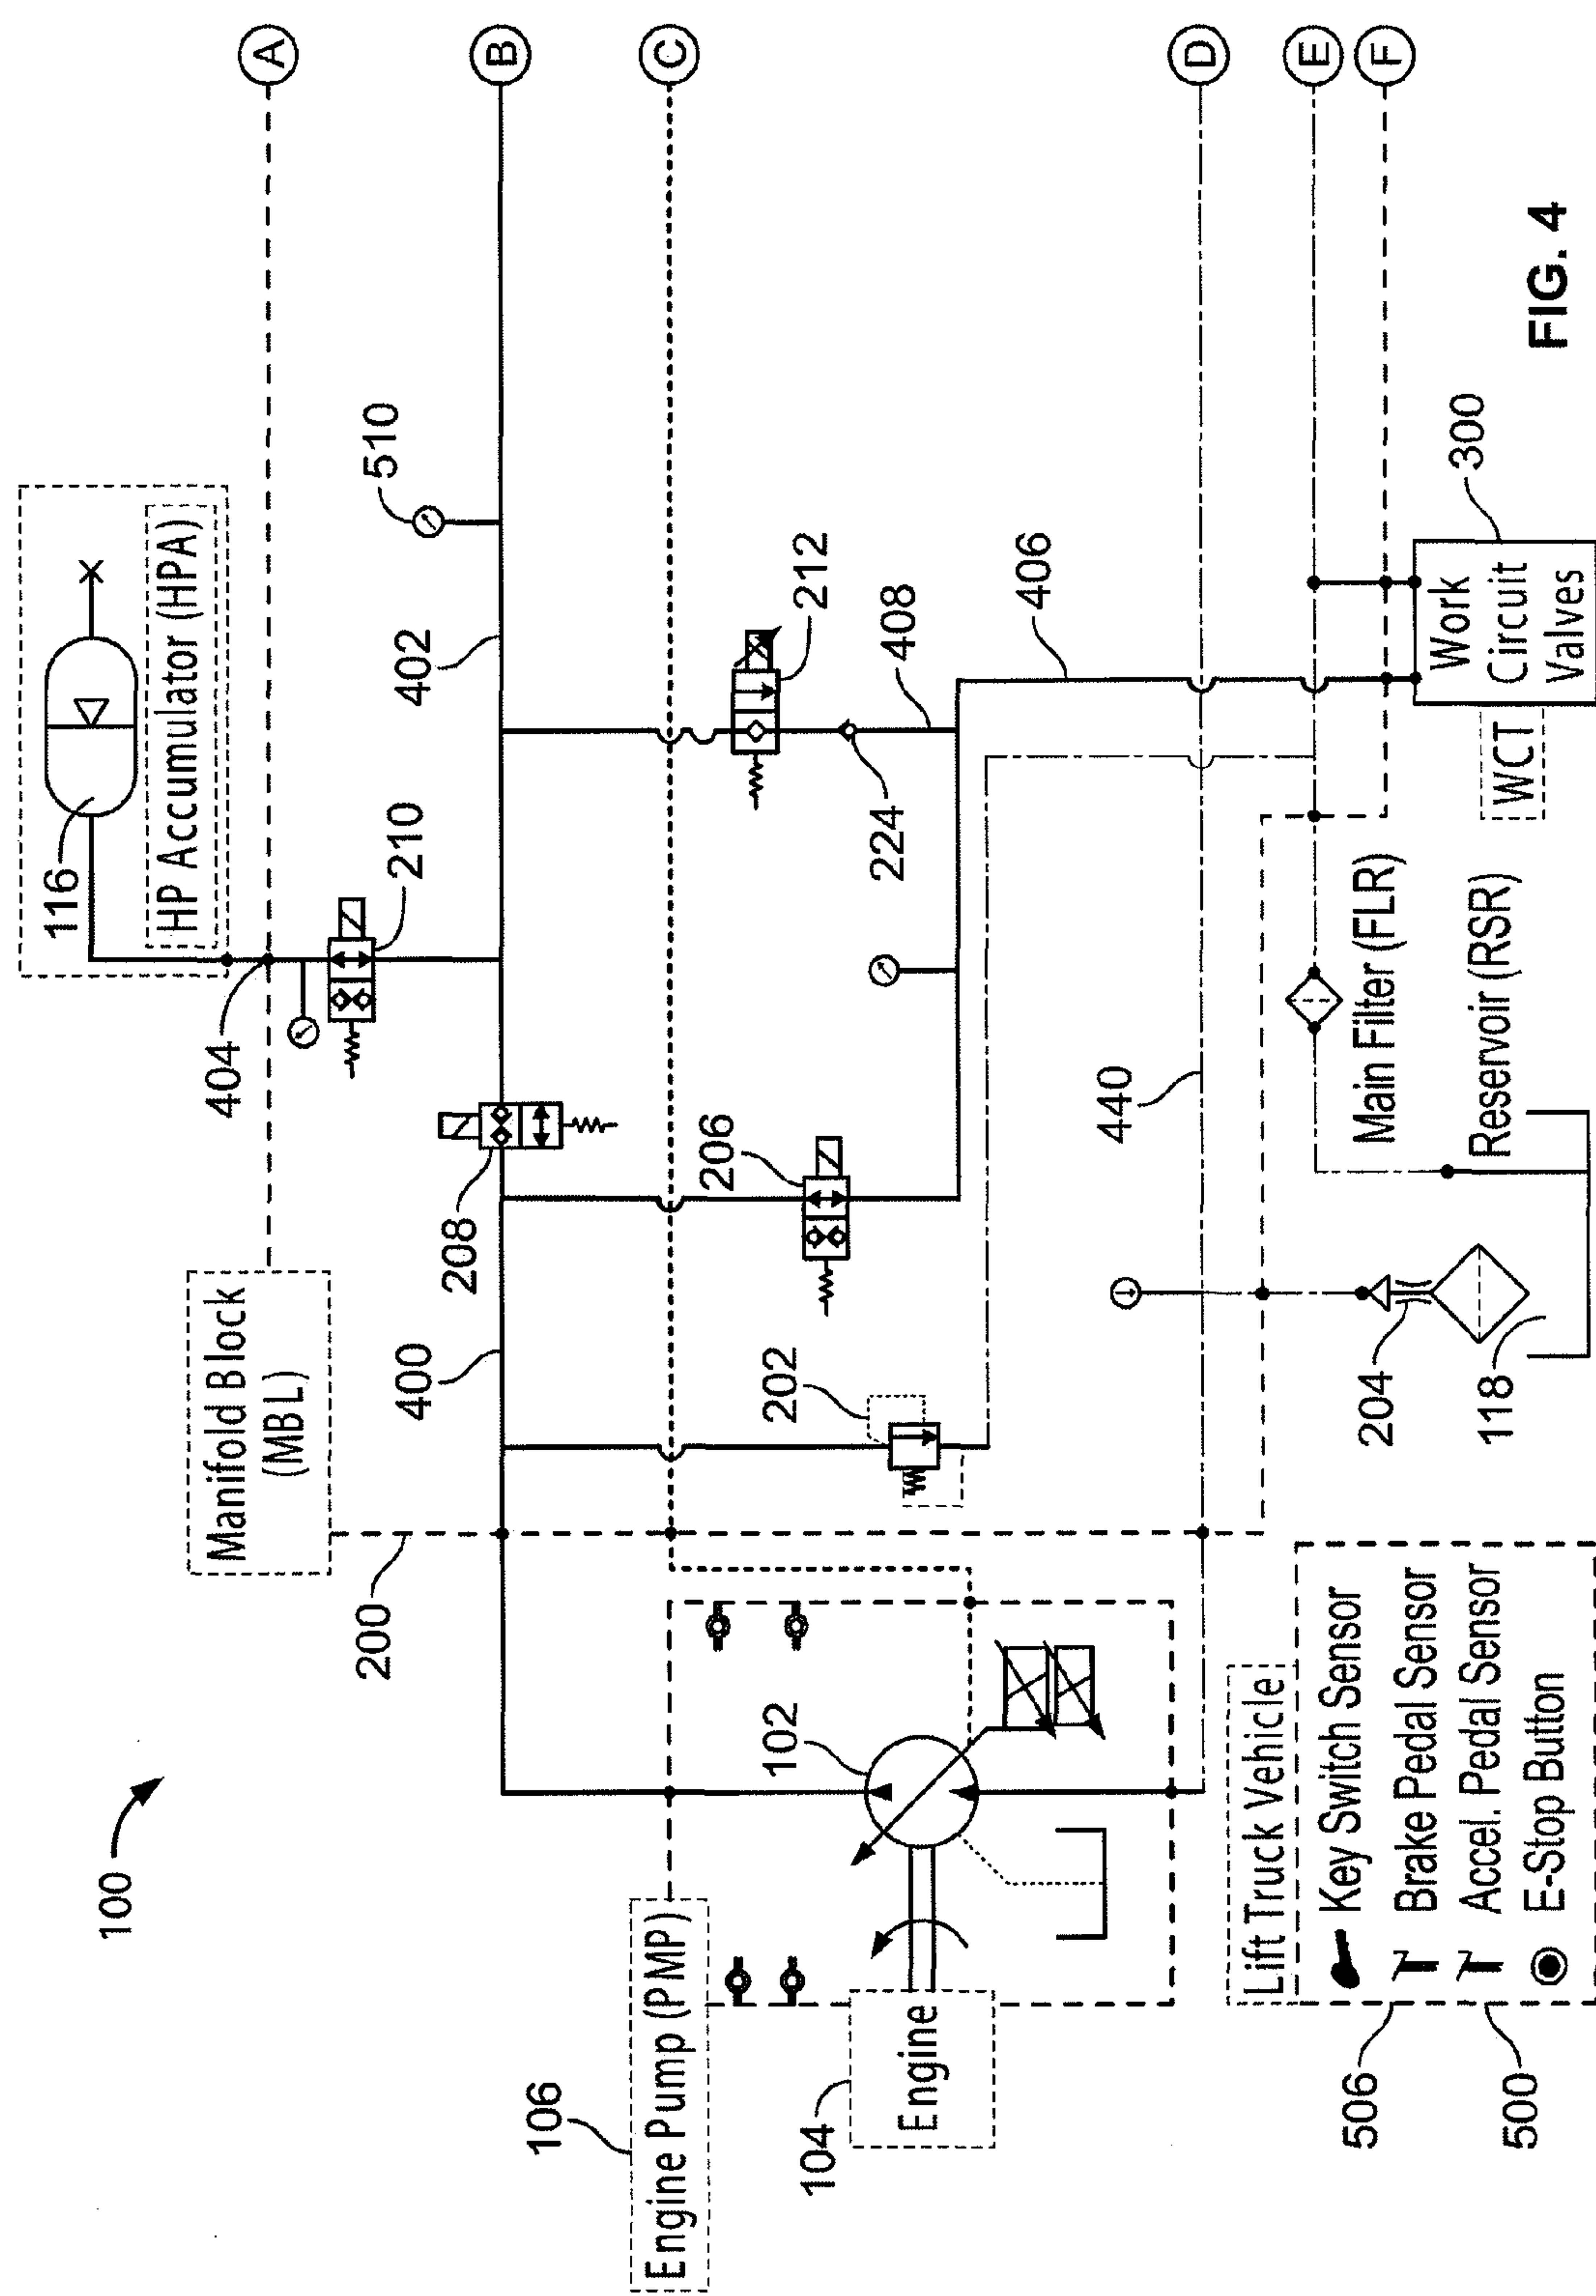 100
106
Engine Pump (PMP)
104
Engine
102
200
Manifold Block
(MBL)
400
208
206
202
404
116
HP Accumulator (HPA)
210
402
510
212
408
224
406
440
204
118
Main Filter (FLR)
Reservoir (RSR)
WCT
Work
Circuit
Valves
300
Lift Truck Vehicle
Key Switch Sensor
506
Brake Pedal Sensor
500
Accel. Pedal Sensor
E-Stop Button
A
B
C
D
E
F
FIG. 4